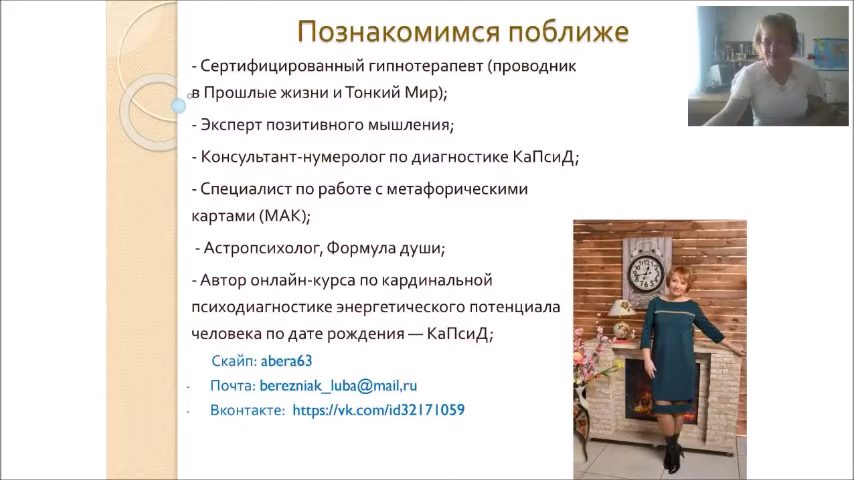 Познакомимся поближе
- Сертифицированный гипнотерапевт (проводник
в Прошлые жизни и Тонкий Мир);
- Эксперт позитивного мышления;
- Консультант-нумеролог по диагностике КаПсиД;
- Специалист по работе с метафорическими
картами (МАК);
- Астропсихолог, Формула души;
- Автор онлайн-курса по кардинальной
психодиагностике энергетического потенциала
человека по дате рождения — КаПсиД;
Скайп: abera63
- Почта: berezniak_luba@mail,ru
- Вконтакте: https://vk.com/id32171059